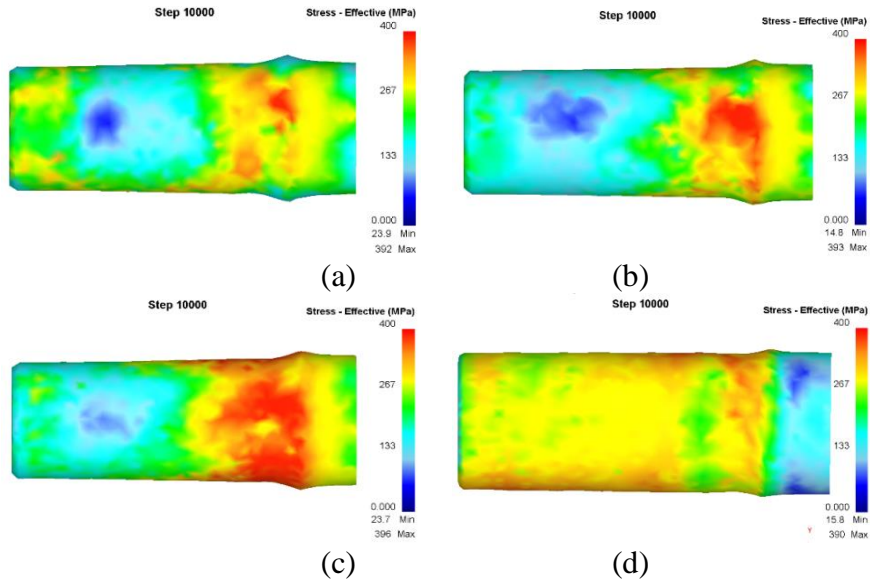 Step 10000
Stress - Effective (MPa)
400
267
133
0.000
23.9 Min
392 Max
(a)
Step 10000
Stress - Effective (MPa)
400
267
133
0.000
14.8 Min
393 Max
(b)
Step 10000
Stress - Effective (MPa)
400
267
133
0.000
23.7 Min
396 Max
(c)
Step 10000
Stress - Effective (MPa)
400
267
133
0.000
15.8 Min
390 Max
Y
(d)